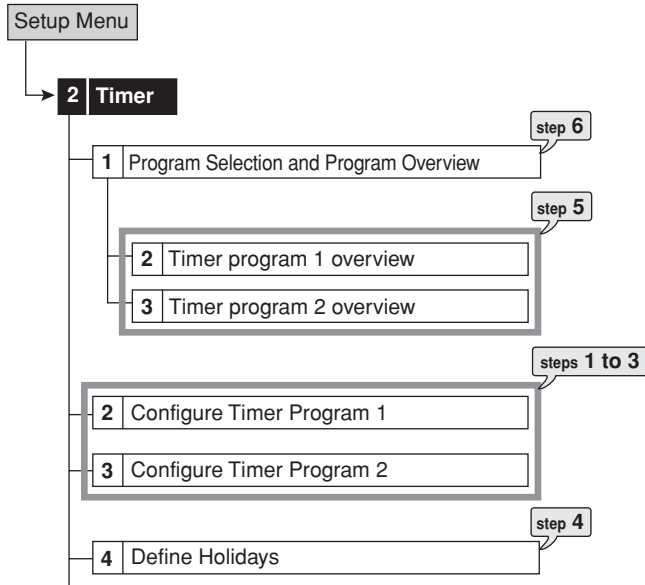 Setup Menu
2 Timer
step 6
1 Program Selection and Program Overview
step 5
2 Timer program 1 overview
3 Timer program 2 overview
steps 1 to 3
2 Configure Timer Program 1
3 Configure Timer Program 2
step 4
4 Define Holidays